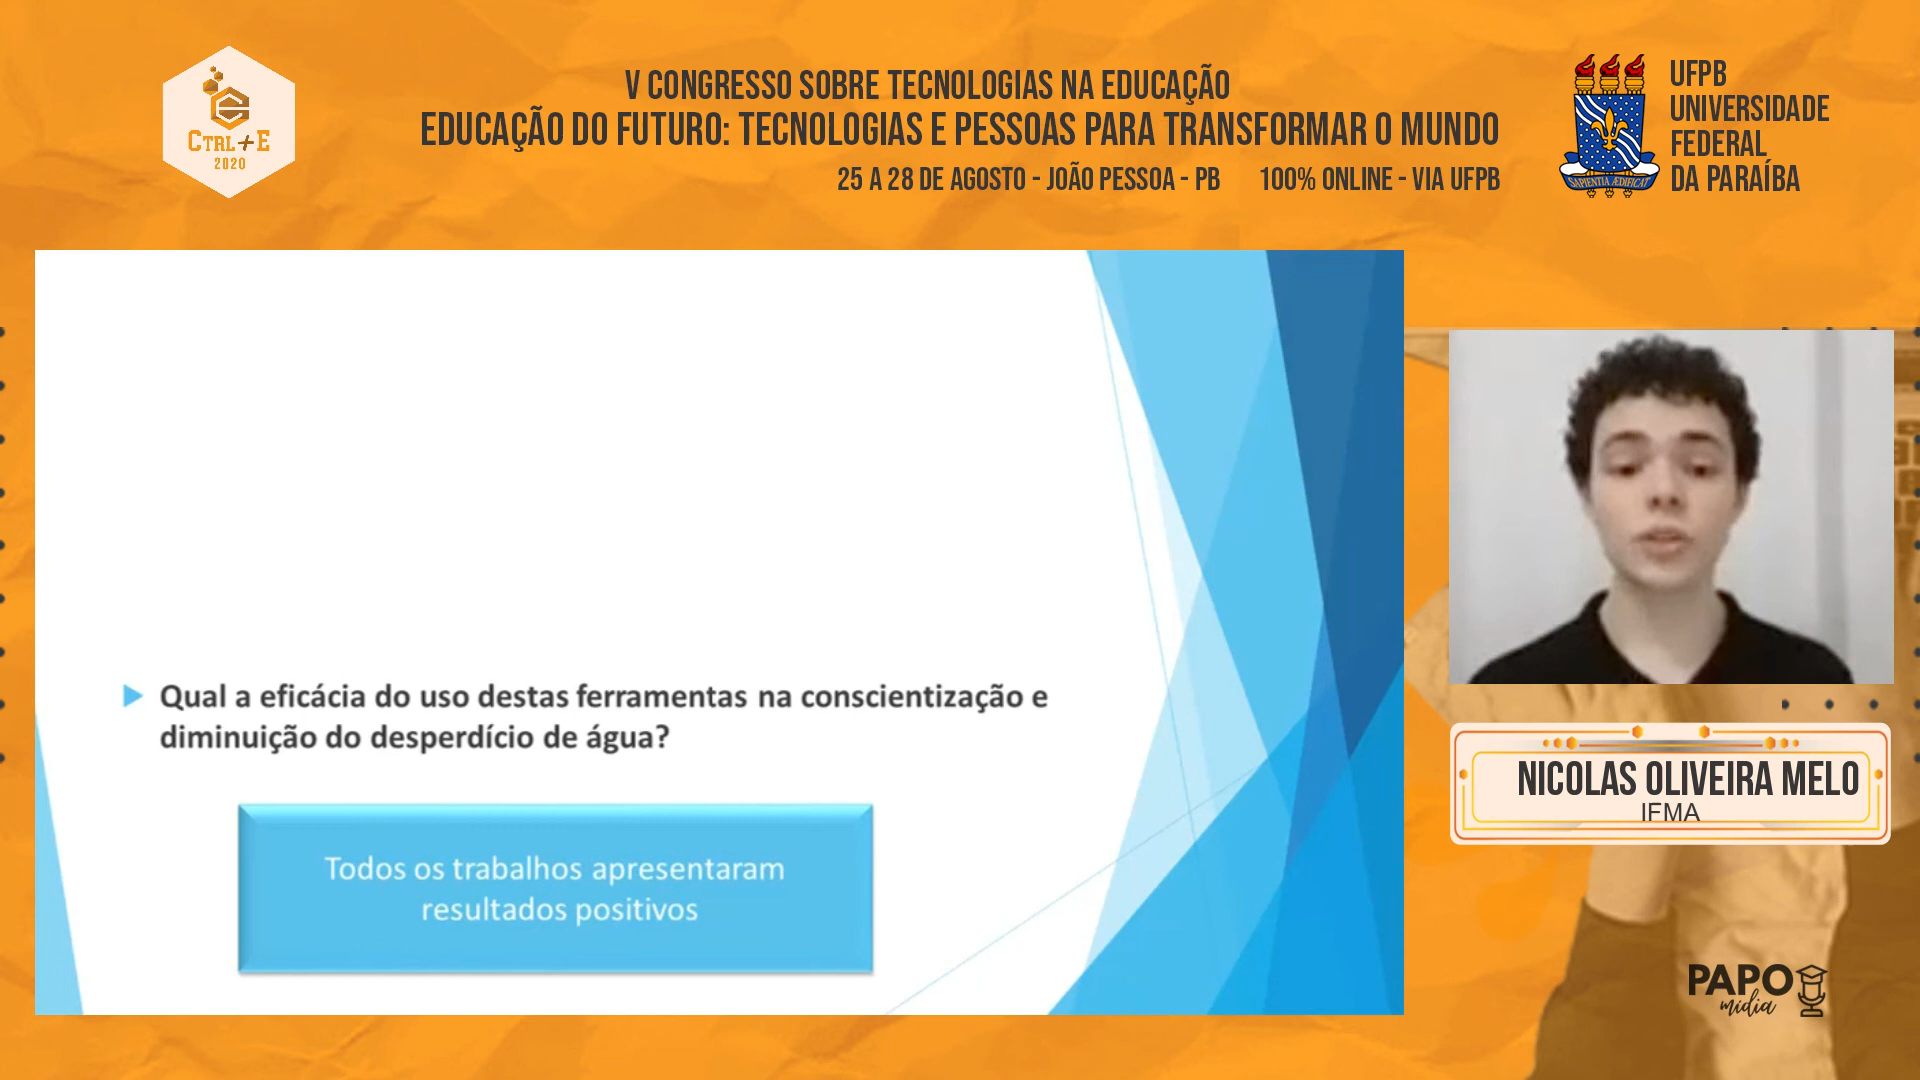 CTRL+E
2020
V CONGRESSO SOBRE TECNOLOGIAS NA EDUCAÇÃO
EDUCAÇÃO DO FUTURO: TECNOLOGIAS E PESSOAS PARA TRANSFORMAR O MUNDO
25 A 28 DE AGOSTO - JOÃO PESSOA - PB 100% ONLINE - VIA UFPB
SAPIENTIA ÆDIFICAT
UFPB
UNIVERSIDADE
FEDERAL
DA PARAÍBA
Qual a eficácia do uso destas ferramentas na conscientização e
diminuição do desperdício de água?
Todos os trabalhos apresentaram
resultados positivos
NICOLAS OLIVEIRA MELO
IFMA
PAPO
mídia